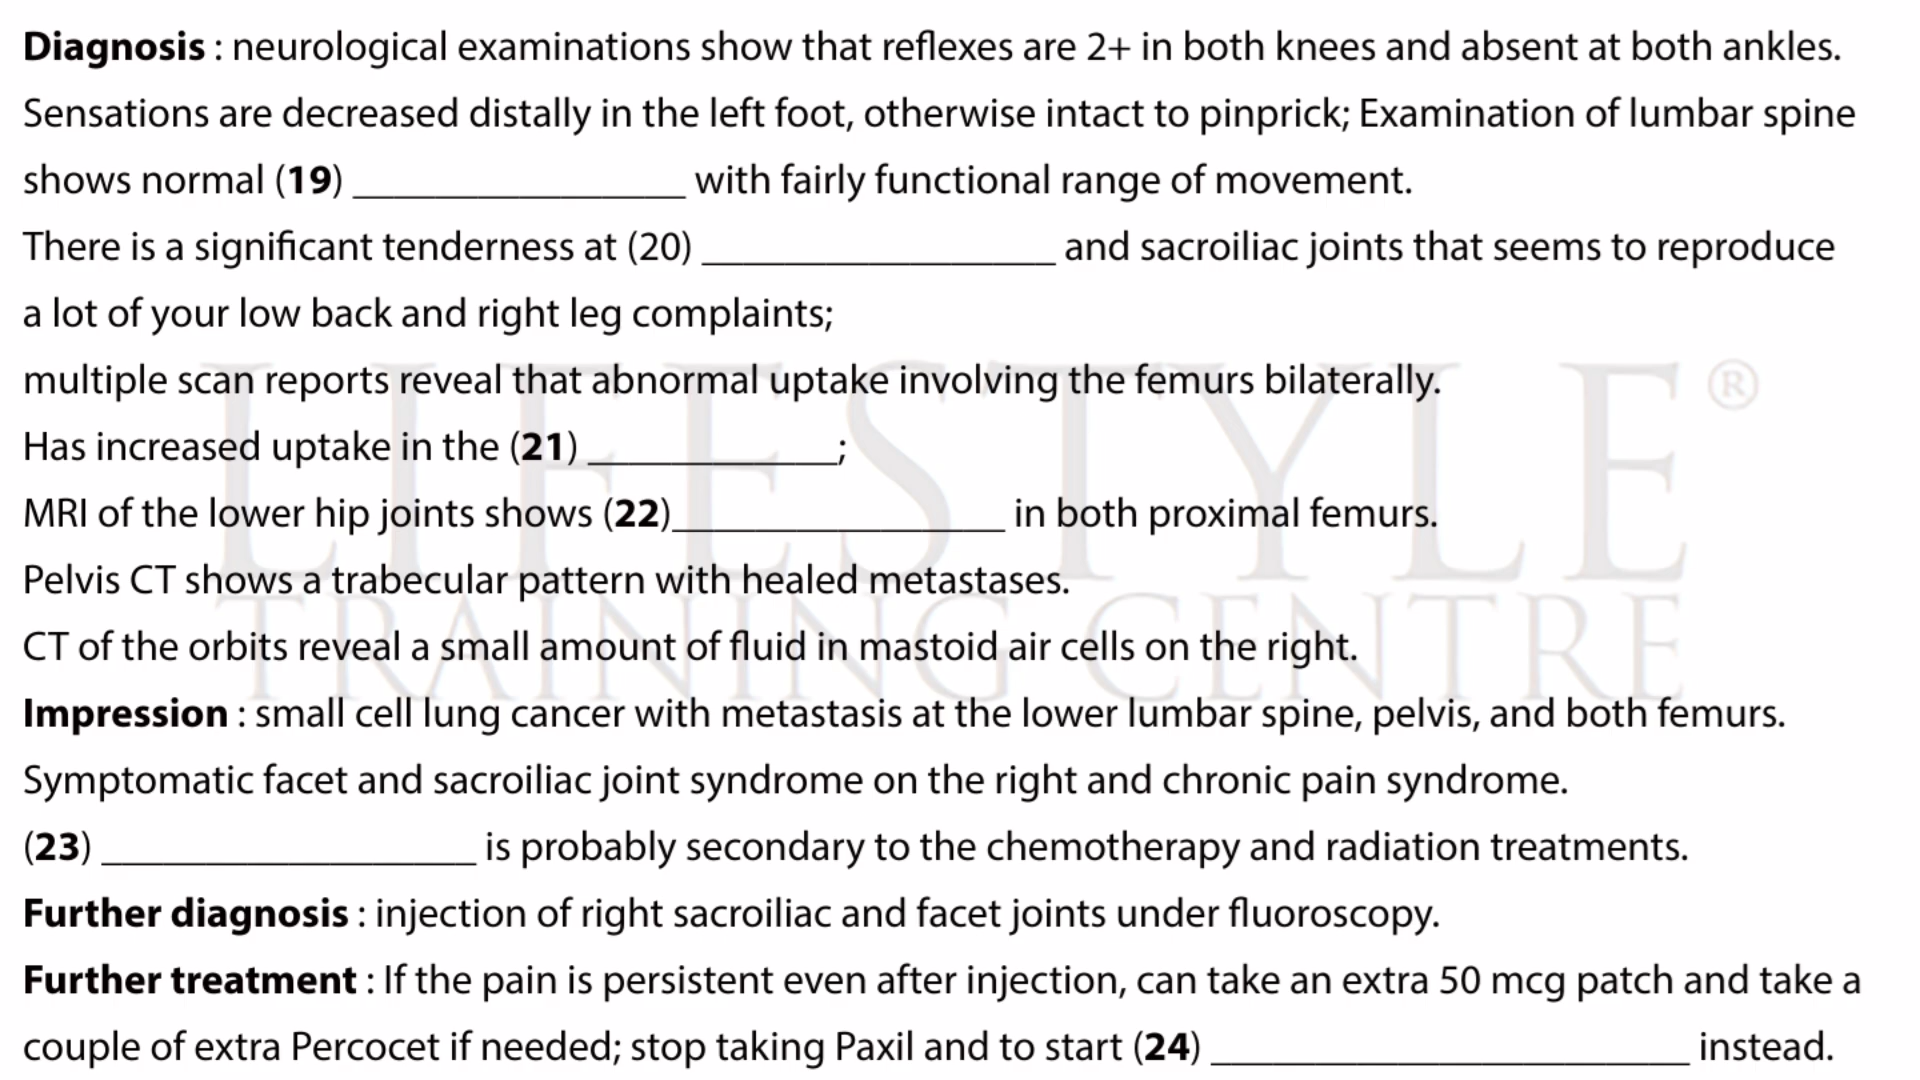 Diagnosis : neurological examinations show that reflexes are 2+ in both knees and absent at both ankles.
Sensations are decreased distally in the left foot, otherwise intact to pinprick; Examination of lumbar spine
shows normal (19) ________________ with fairly functional range of movement.
There is a significant tenderness at (20) _________________ and sacroiliac joints that seems to reproduce
a lot of your low back and right leg complaints;
multiple scan reports reveal that abnormal uptake involving the femurs bilaterally.
Has increased uptake in the (21) ____________;
MRI of the lower hip joints shows (22)________________ in both proximal femurs.
Pelvis CT shows a trabecular pattern with healed metastases.
CT of the orbits reveal a small amount of fluid in mastoid air cells on the right.
Impression : small cell lung cancer with metastasis at the lower lumbar spine, pelvis, and both femurs.
Symptomatic facet and sacroiliac joint syndrome on the right and chronic pain syndrome.
(23) __________________ is probably secondary to the chemotherapy and radiation treatments.
Further diagnosis : injection of right sacroiliac and facet joints under fluoroscopy.
Further treatment : If the pain is persistent even after injection, can take an extra 50 mcg patch and take a
couple of extra Percocet if needed; stop taking Paxil and to start (24) _______________________ instead.
LIFESTYLE ®
TRAINING CENTRE